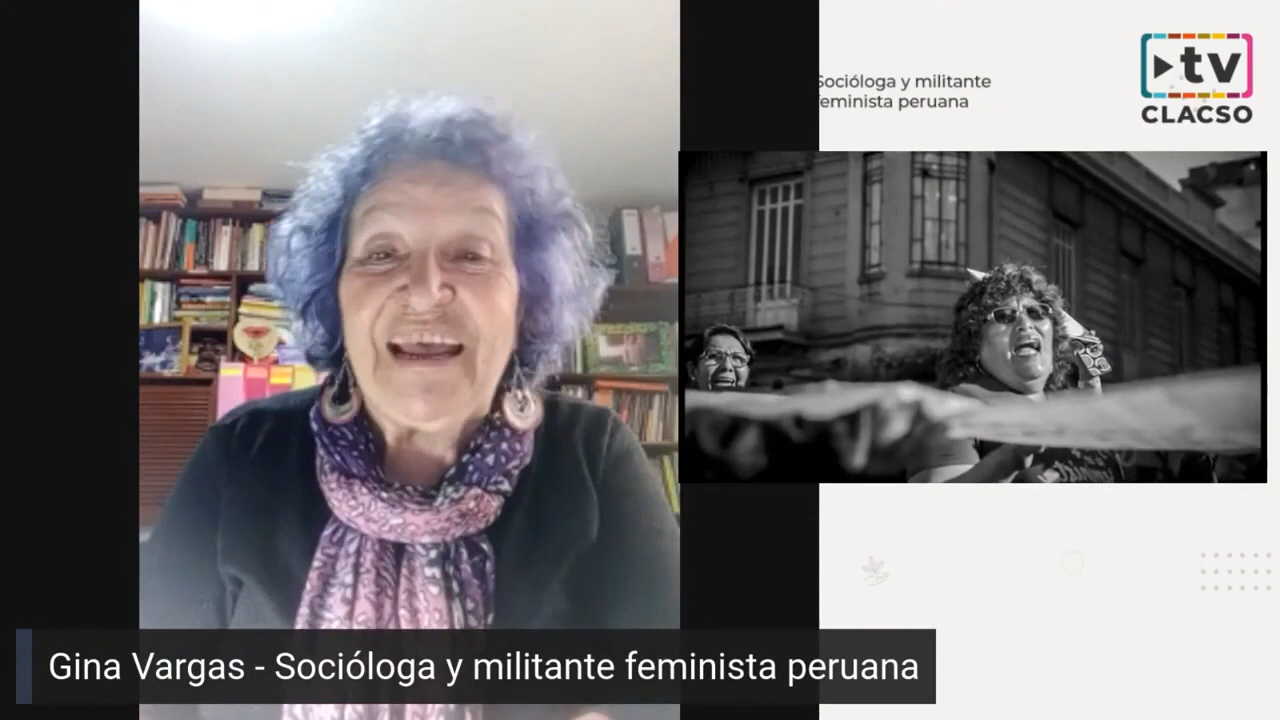 Socióloga y militante
feminista peruana
tv
CLACSO
Gina Vargas - Socióloga y militante feminista peruana